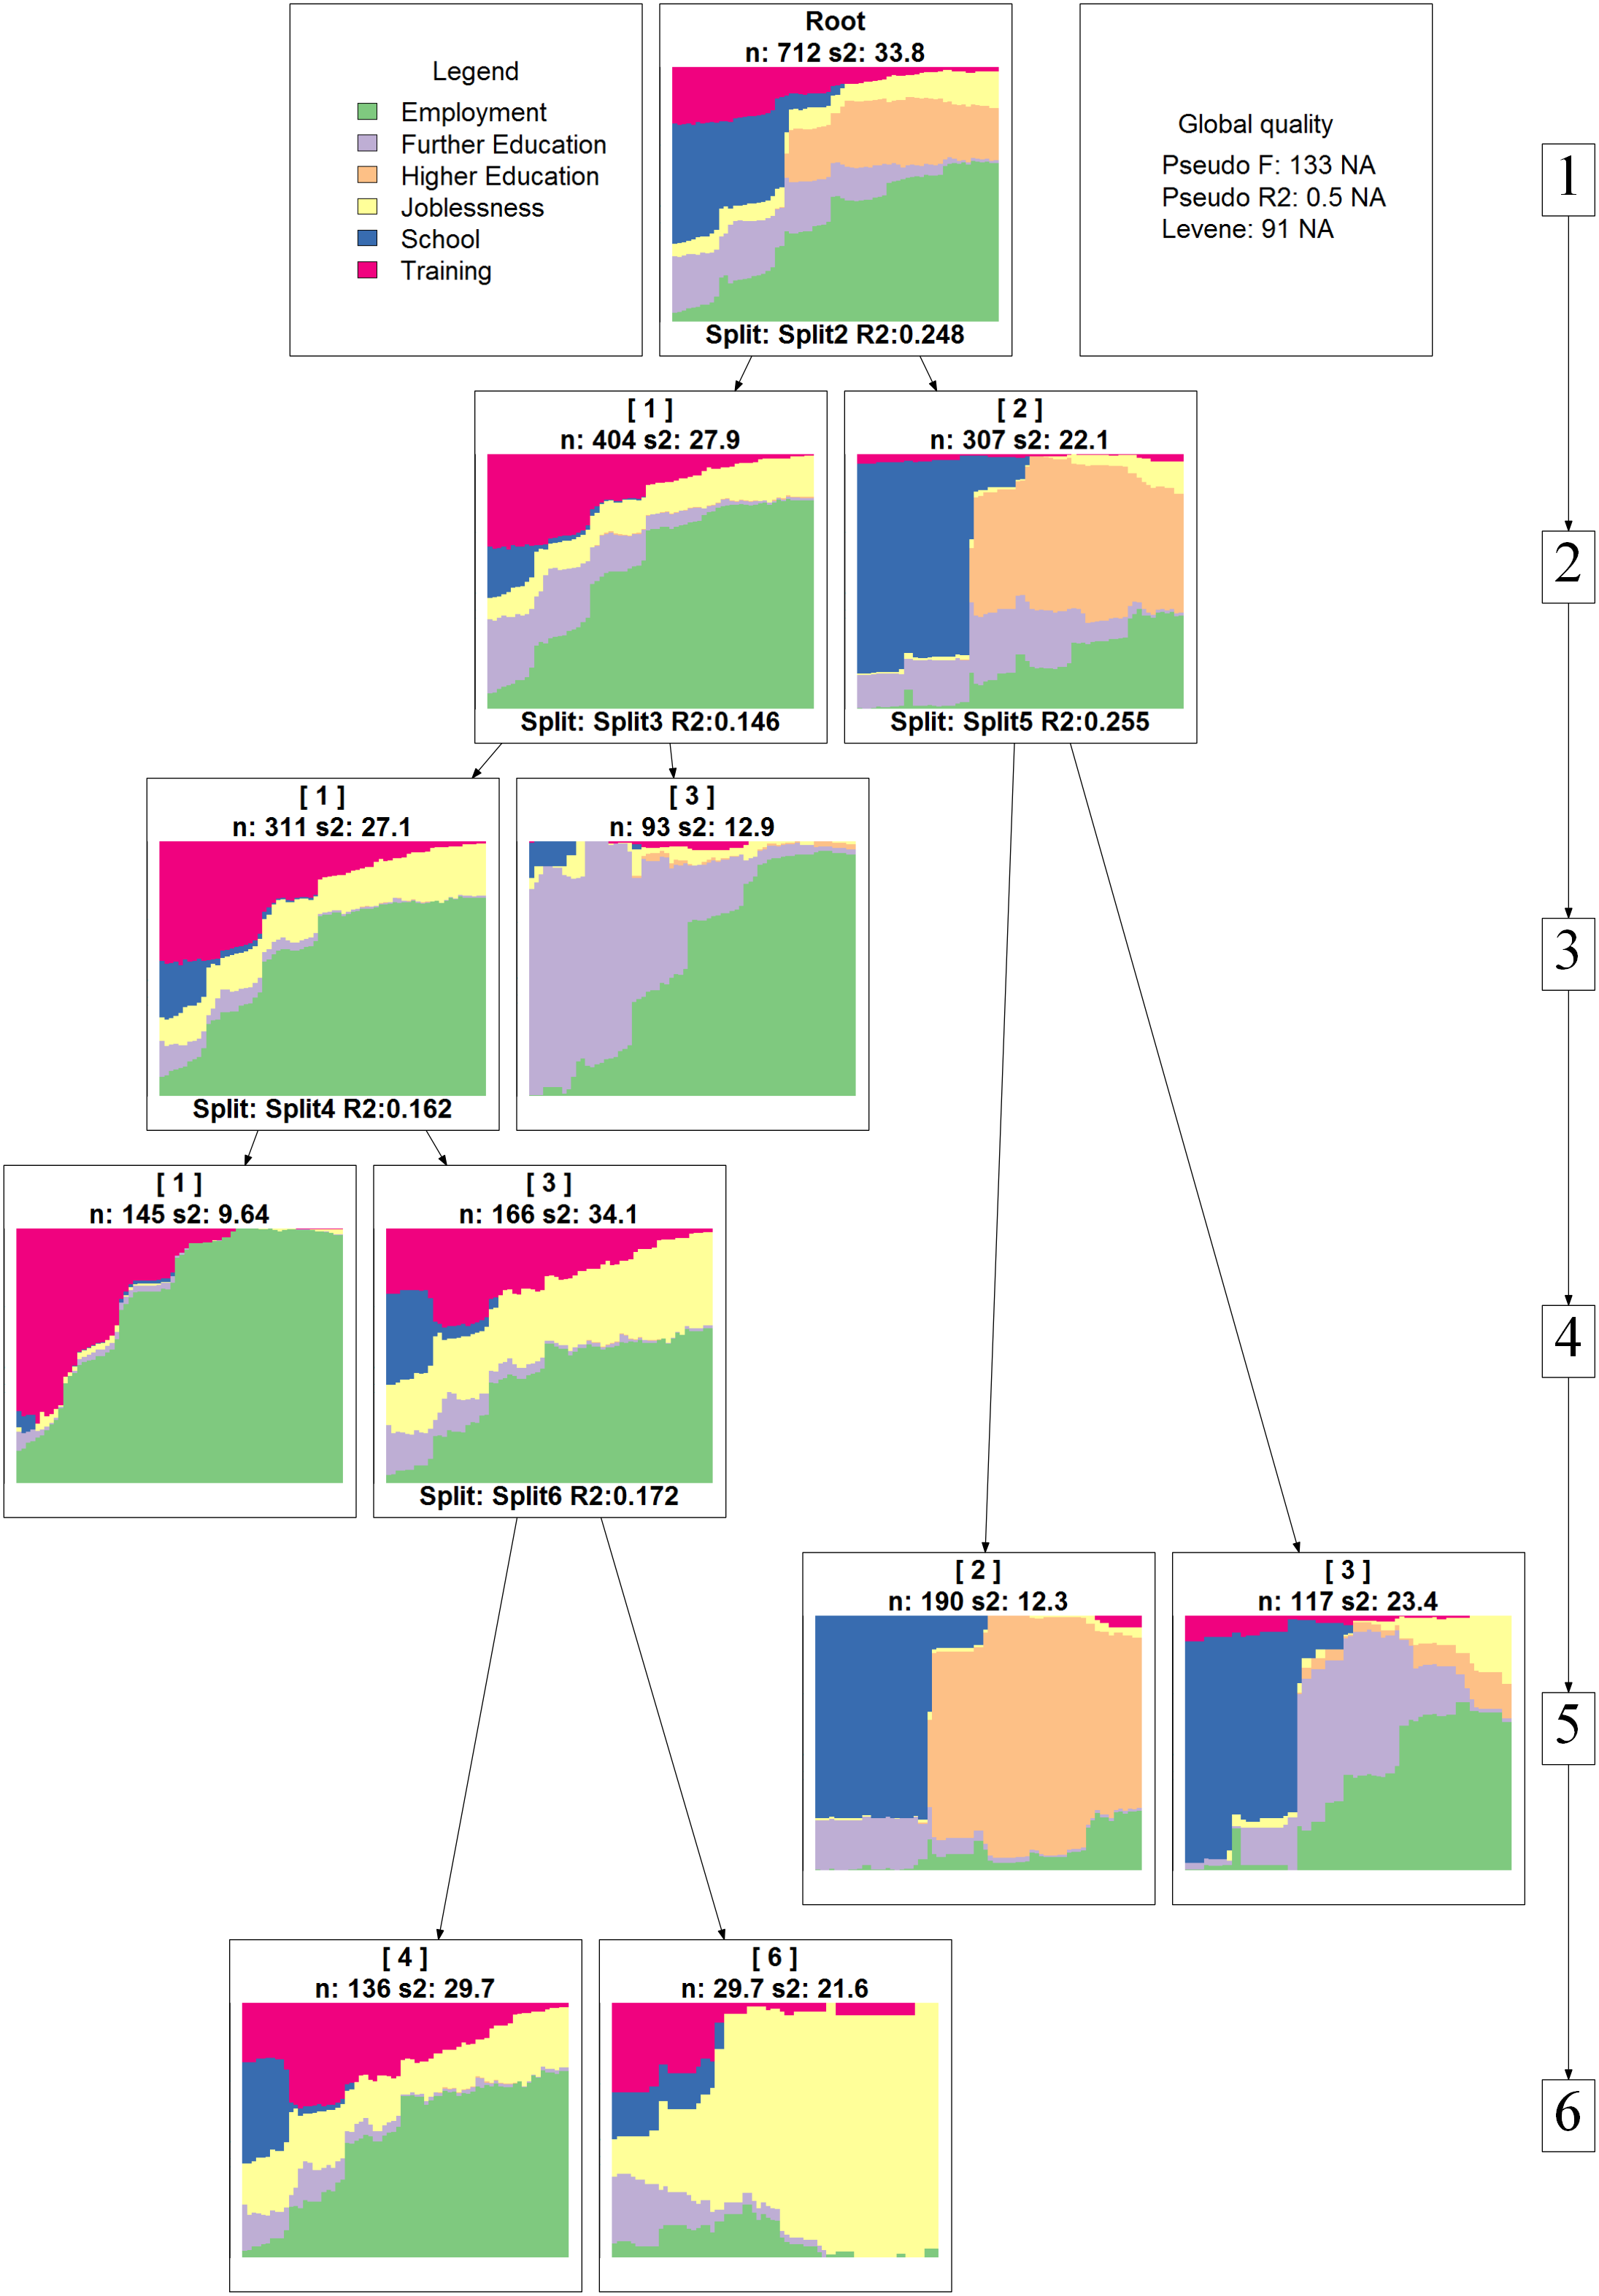 Legend
Employment
Further Education
Higher Education
Joblessness
School
Training
Root
n: 712 s2: 33.8
Split: Split2 R2:0.248
Global quality
Pseudo F: 133 NA
Pseudo R2: 0.5 NA
Levene: 91 NA
1
[ 1 ]
n: 404 s2: 27.9
Split: Split3 R2:0.146
[ 2 ]
n: 307 s2: 22.1
Split: Split5 R2:0.255
2
[ 1 ]
n: 311 s2: 27.1
Split: Split4 R2:0.162
[ 3 ]
n: 93 s2: 12.9
3
[ 1 ]
n: 145 s2: 9.64
[ 3 ]
n: 166 s2: 34.1
Split: Split6 R2:0.172
4
[ 2 ]
n: 190 s2: 12.3
[ 3 ]
n: 117 s2: 23.4
5
[ 4 ]
n: 136 s2: 29.7
[ 6 ]
n: 29.7 s2: 21.6
6